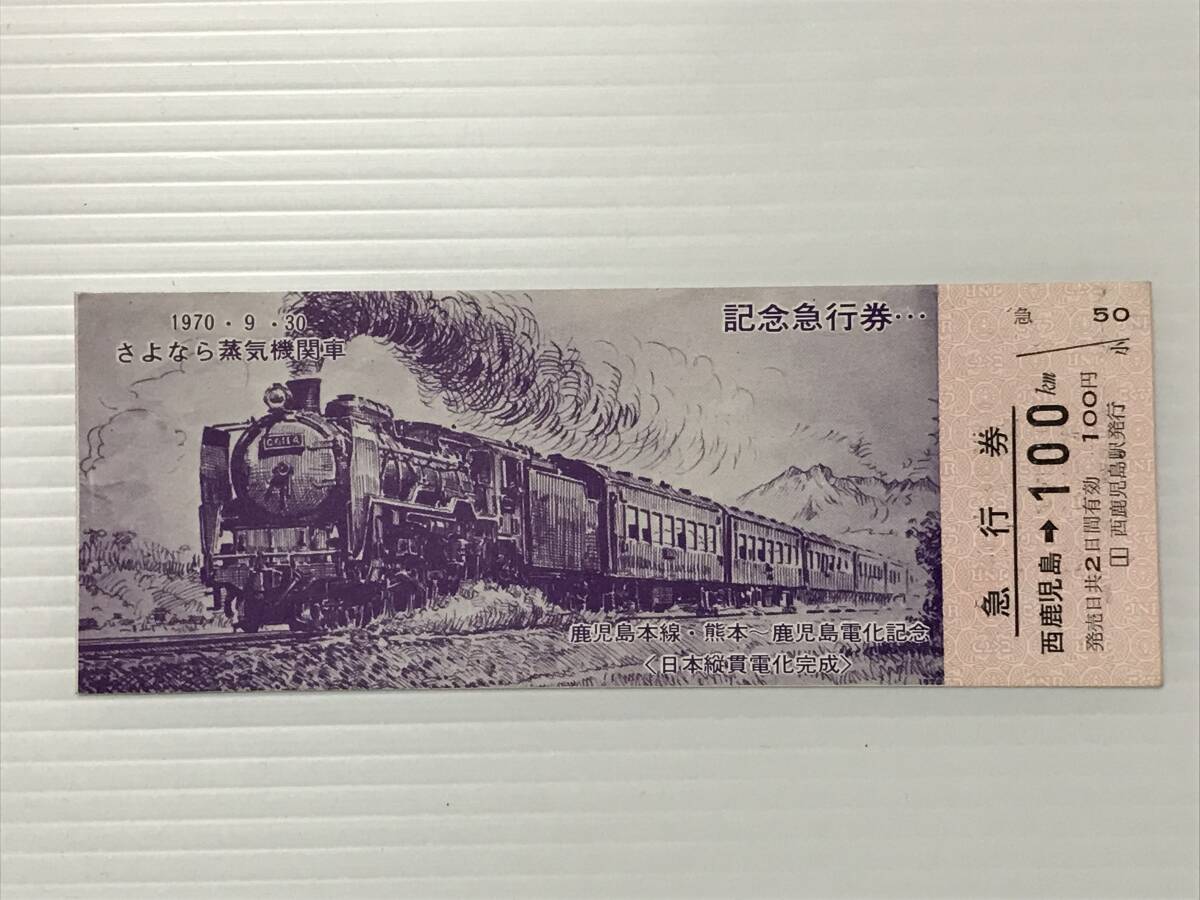 1970・9・30
さよなら蒸気機関車
記念急行券…
鹿児島本線・熊本～鹿児島電化記念
〈日本縦貫電化完成〉
急行券
西鹿児島➡100km
発売日共2日間有効・100円
西鹿児島駅発行
急
小
50